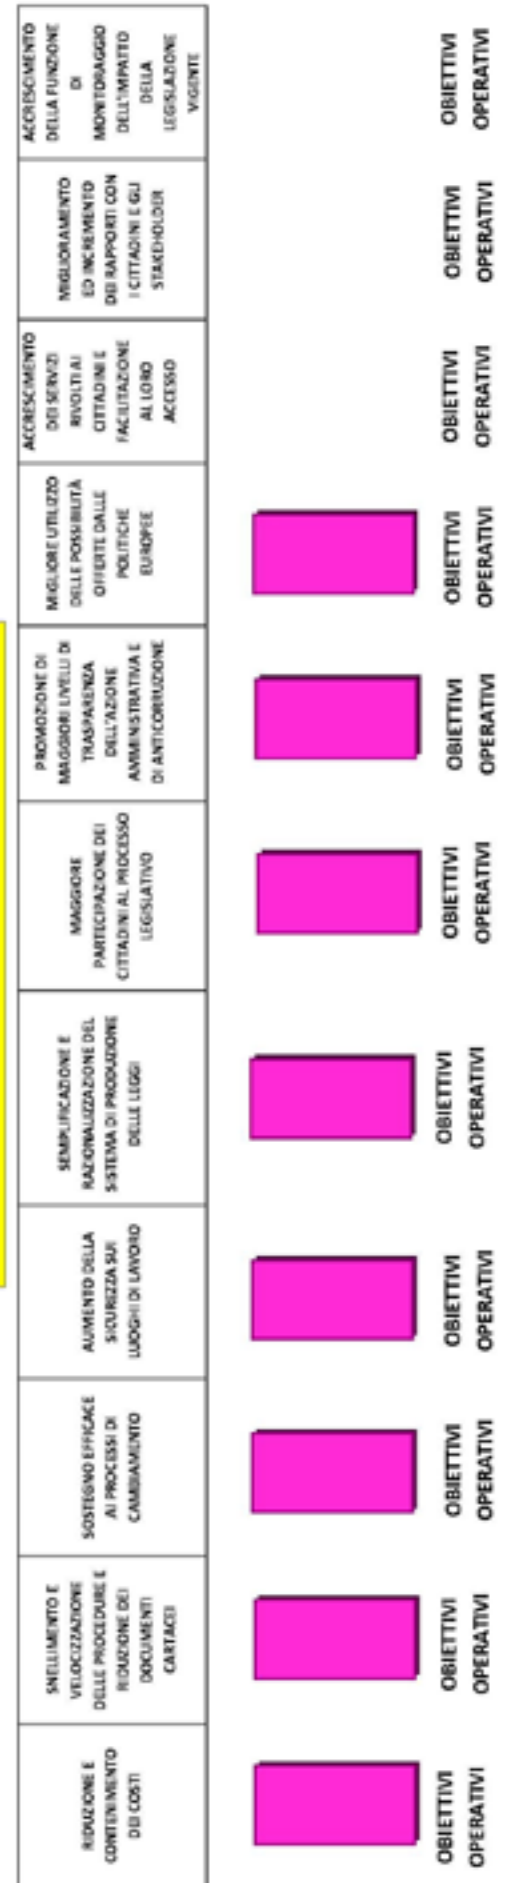 RIDUZIONE E
CONTENIMENTO
DEI COSTI
SNELLIMENTO E
VELOCIZZAZIONE
DELLE PROCEDURE E
RIDUZIONE DEI
DOCUMENTI
CARTACEI
SOSTEGNO EFFICACE
AI PROCESSI DI
CAMBIAMENTO
AUMENTO DELLA
SICUREZZA SUI
LUOGHI DI LAVORO
SEMPLIFICAZIONE E
RAZIONALIZZAZIONE DEL
SISTEMA DI PRODUZIONE
DELLE LEGGI
MAGGIORE
PARTECIPAZIONE DEI
CITTADINI AL PROCESSO
LEGISLATIVO
PROMOZIONE DI
MAGGIORI LIVELLI DI
TRASPARENZA
DELL'AZIONE
AMMINISTRATIVA E
DI ANTICORRUZIONE
MIGLIORE UTILIZZO
DELLE POSSIBILITÀ
OFFERTE DALLE
POLITICHE
EUROPEE
ACCRESCIMENTO
DEI SERVIZI
RIVOLTI AI
CITTADINI E
FACILITAZIONE
AL LORO
ACCESSO
MIGLIORAMENTO
ED INCREMENTO
DEI RAPPORTI CON
I CITTADINI E GLI
STAKEHOLDER
ACCRESCIMENTO
DELLA FUNZIONE
DI
MONITORAGGIO
DELL'IMPATTO
DELLA
LEGISLAZIONE
VIGENTE
OBIETTIVI
OPERATIVI
OBIETTIVI
OPERATIVI
OBIETTIVI
OPERATIVI
OBIETTIVI
OPERATIVI
OBIETTIVI
OPERATIVI
OBIETTIVI
OPERATIVI
OBIETTIVI
OPERATIVI
OBIETTIVI
OPERATIVI
OBIETTIVI
OPERATIVI
OBIETTIVI
OPERATIVI
OBIETTIVI
OPERATIVI